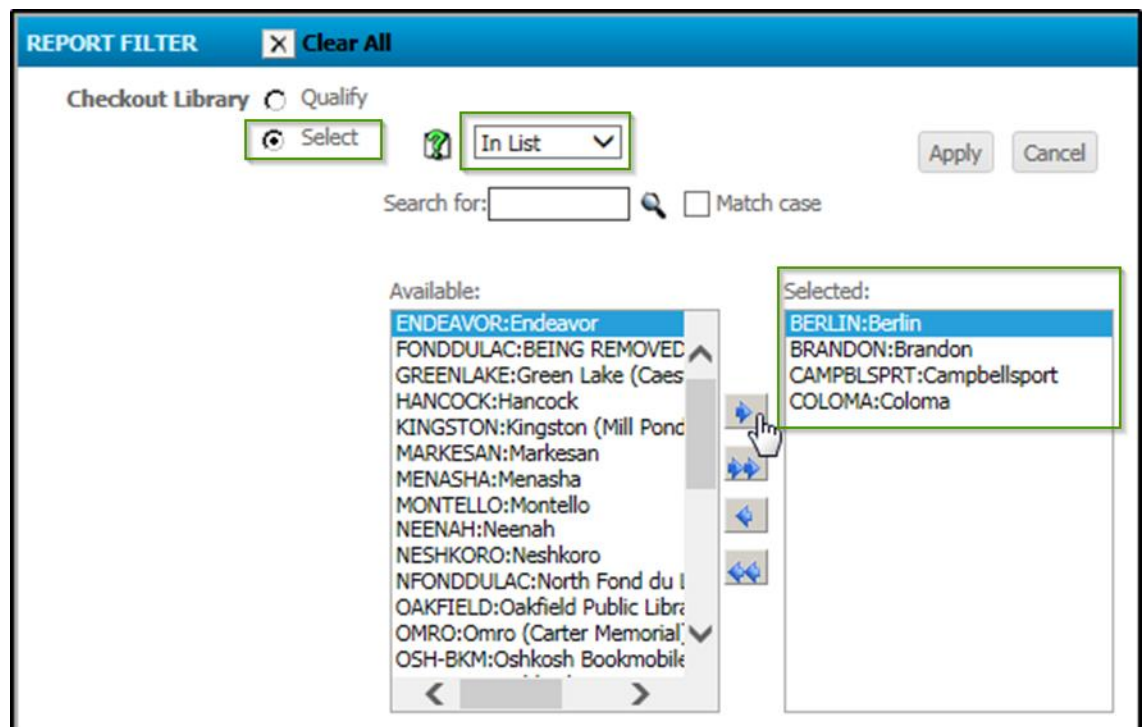 REPORT FILTER X Clear All
Checkout Library Qualify
Select In List Apply Cancel
Search for: Match case
Available: Selected:
ENDEAVOR:Endeavor BERLIN:Berlin
FONDDULAC:BEING REMOVED BRANDON:Brandon
GREENLAKE:Green Lake (Caes CAMPBLSPRT:Campbellsport
HANCOCK:Hancock COLOMA:Coloma
KINGSTON:Kingston (Mill Pond
MARKESAN:Markesan
MENASHA:Menasha
MONTELLO:Montello
NEENAH:Neenah
NESHKORO:Neshkoro
NFONDDULAC:North Fond du L
OAKFIELD:Oakfield Public Libra
OMRO:Omro (Carter Memorial)
OSH-BKM:Oshkosh Bookmobile